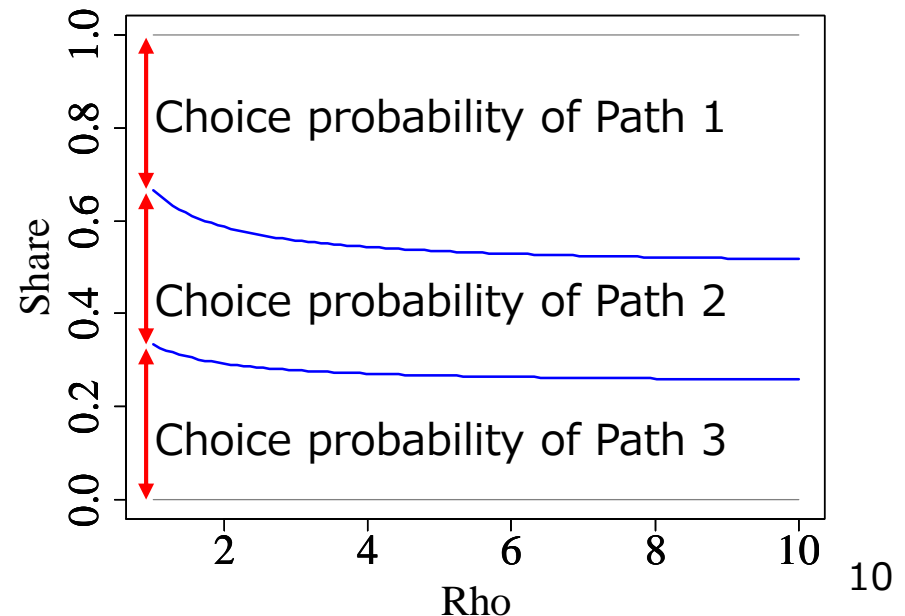 1.0
Choice probability of Path 1
0.8
0.6
Share
Choice probability of Path 2
0.4
0.2
Choice probability of Path 3
0.0
2 4 6 8 10
Rho
10